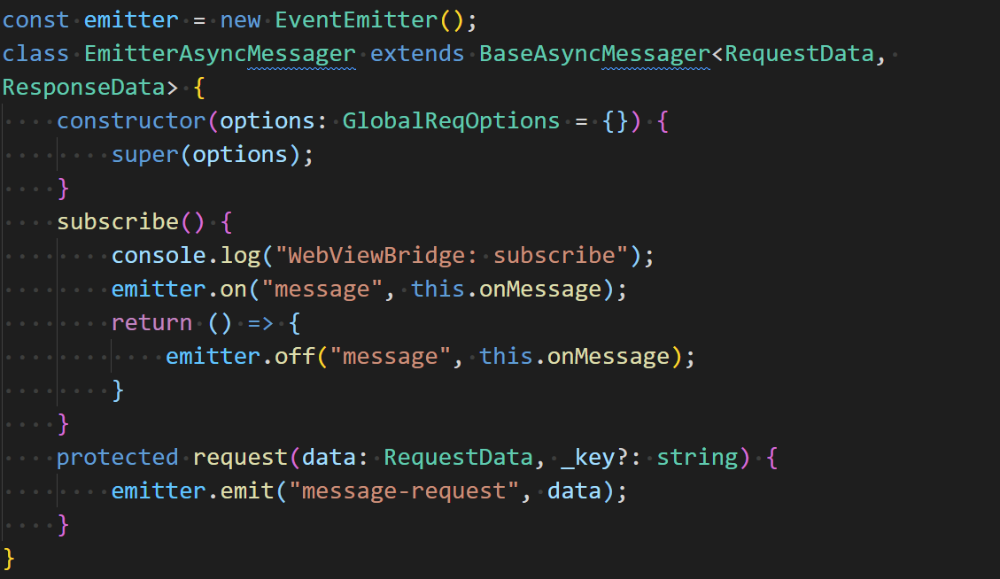 const emitter = new EventEmitter();
class EmitterAsyncMessager extends BaseAsyncMessager<RequestData,
ResponseData> {
    constructor(options: GlobalReqOptions = {}) {
        super(options);
    }
    subscribe() {
        console.log("WebViewBridge: subscribe");
        emitter.on("message", this.onMessage);
        return () => {
            emitter.off("message", this.onMessage);
        }
    }
    protected request(data: RequestData, _key?: string) {
        emitter.emit("message-request", data);
    }
}